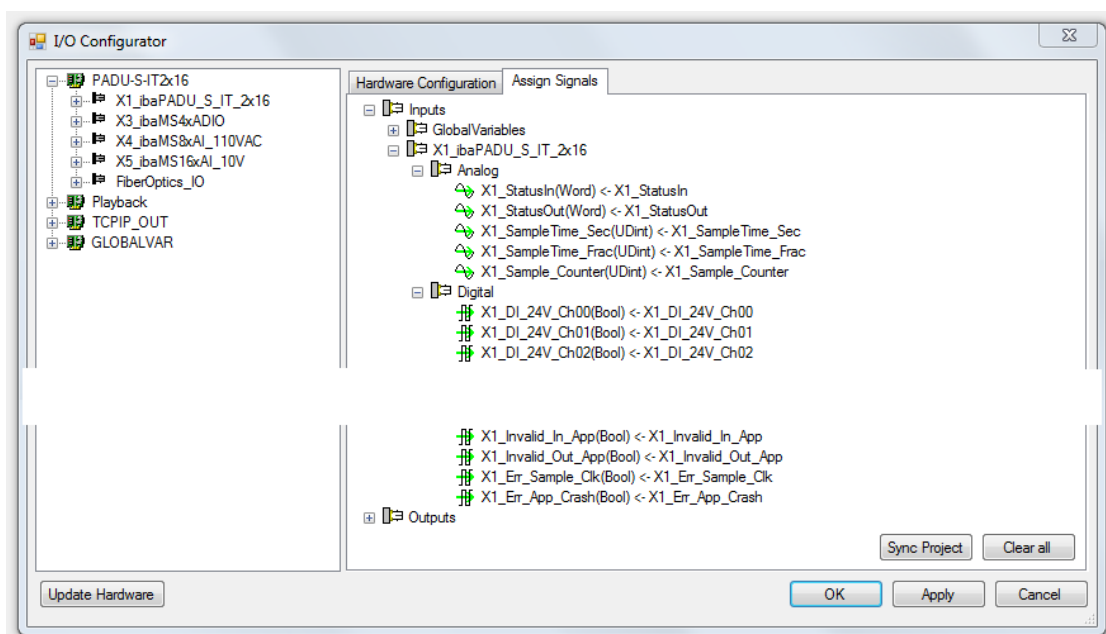 I/O Configurator
PADU-S-IT2x16
X1_ibaPADU_S_IT_2x16
X3_ibaMS4xADIO
X4_ibaMS8xAI_110VAC
X5_ibaMS16xAI_10V
FiberOptics_IO
Playback
TCPIP_OUT
GLOBALVAR
Hardware Configuration
Assign Signals
Inputs
GlobalVariables
X1_ibaPADU_S_IT_2x16
Analog
X1_StatusIn(Word) <- X1_StatusIn
X1_StatusOut(Word) <- X1_StatusOut
X1_SampleTime_Sec(UDint) <- X1_SampleTime_Sec
X1_SampleTime_Frac(UDint) <- X1_SampleTime_Frac
X1_Sample_Counter(UDint) <- X1_Sample_Counter
Digital
X1_DI_24V_Ch00(Bool) <- X1_DI_24V_Ch00
X1_DI_24V_Ch01(Bool) <- X1_DI_24V_Ch01
X1_DI_24V_Ch02(Bool) <- X1_DI_24V_Ch02
X1_Invalid_In_App(Bool) <- X1_Invalid_In_App
X1_Invalid_Out_App(Bool) <- X1_Invalid_Out_App
X1_Err_Sample_Clk(Bool) <- X1_Err_Sample_Clk
X1_Err_App_Crash(Bool) <- X1_Err_App_Crash
Outputs
Sync Project
Clear all
Update Hardware
OK
Apply
Cancel